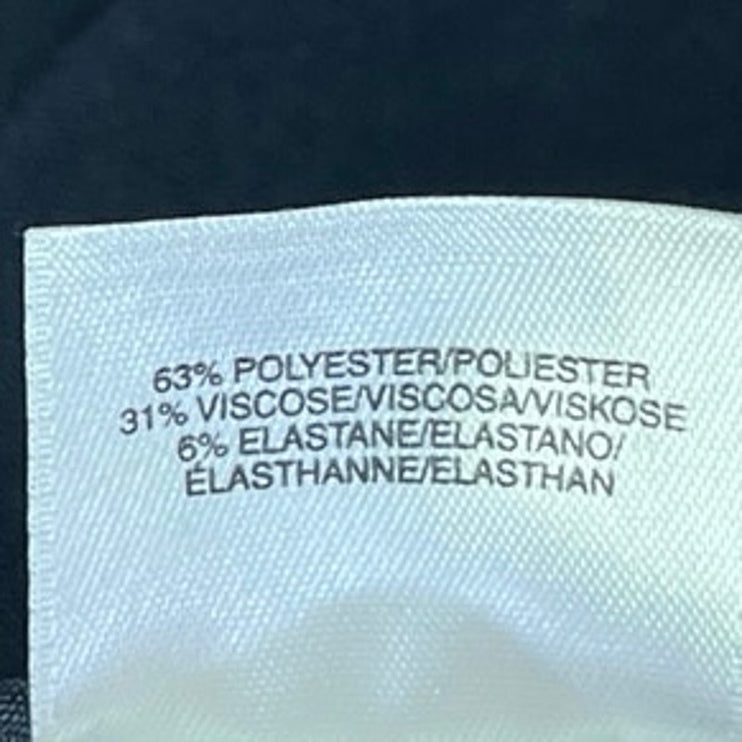 63% POLYESTER/POLIESTER
31% VISCOSE/VISCOSA/VISKOSE
6% ELASTANE/ELASTANO/
ÉLASTHANNE/ELASTHAN